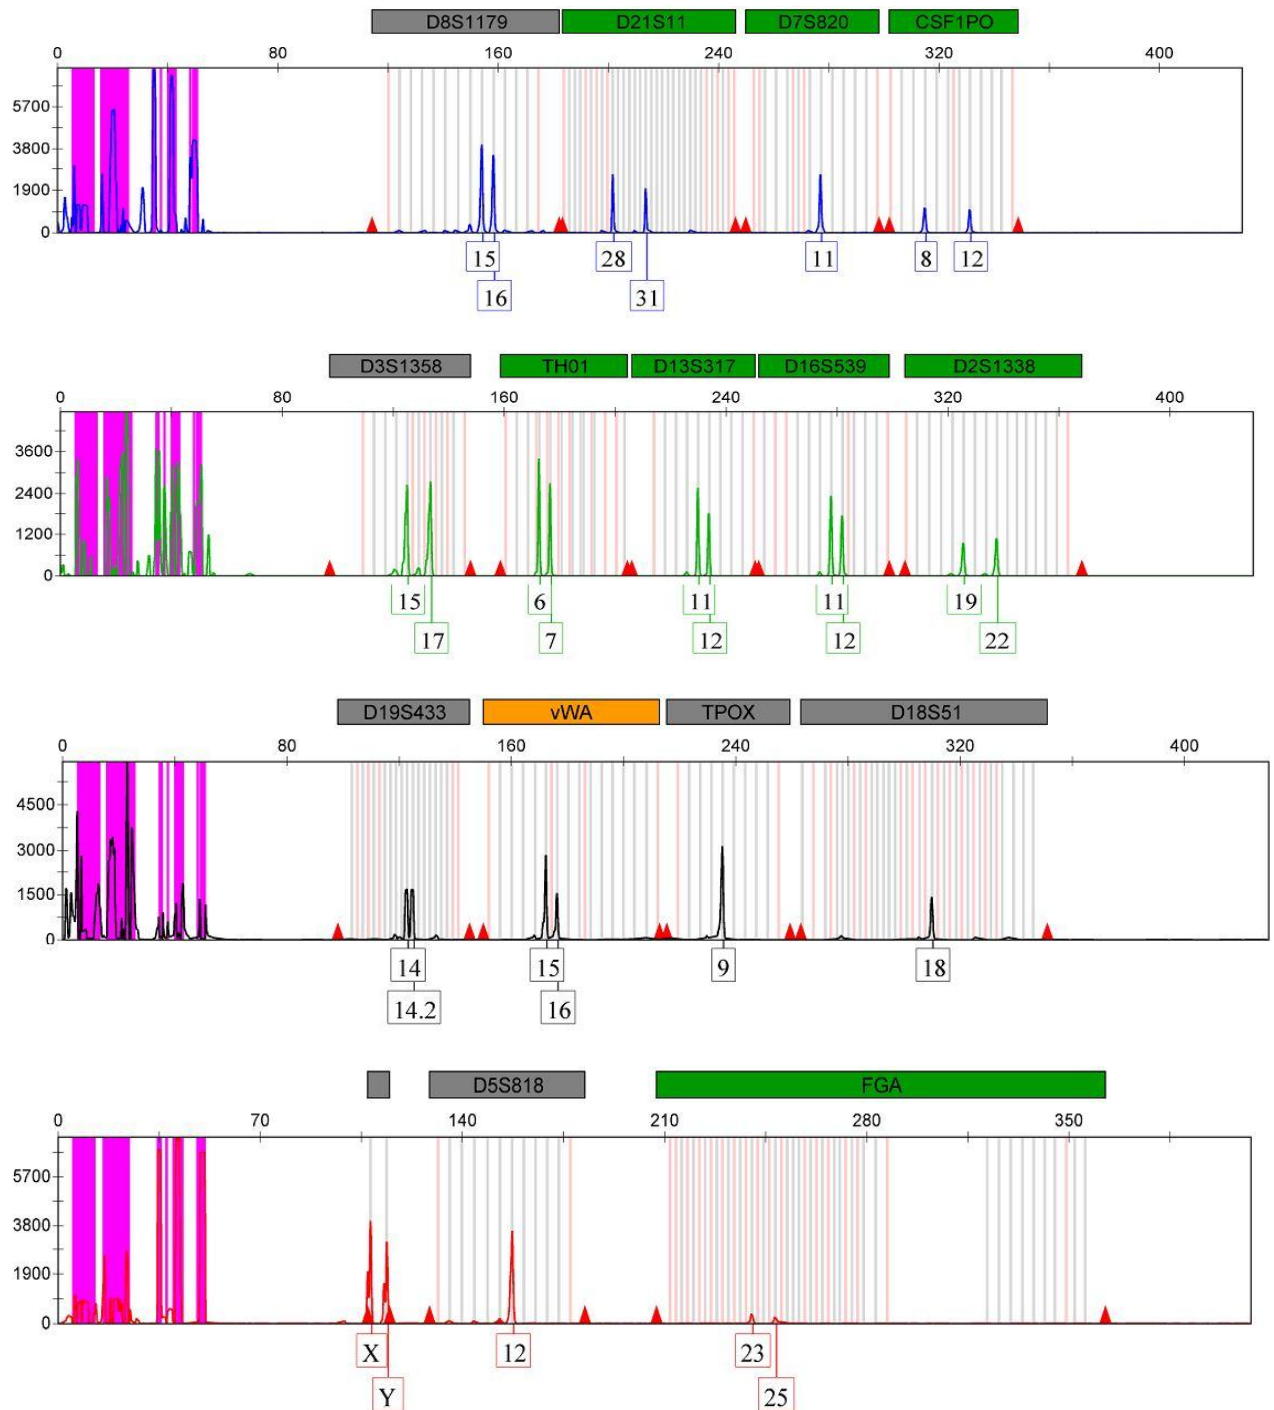 D8S1179 D21S11 D7S820 CSF1PO
0 80 160 240 320 400
5700
3800
1900
0
15 28 11 8 12
16 31
D3S1358 TH01 D13S317 D16S539 D2S1338
0 80 160 240 320 400
3600
2400
1200
0
15 6 11 11 19
17 7 12 12 22
D19S433 vWA TPOX D18S51
0 80 160 240 320 400
4500
3000
1500
0
14 15 9 18
14.2 16
D5S818 FGA
0 70 140 210 280 350
5700
3800
1900
0
X 12 23
Y 25